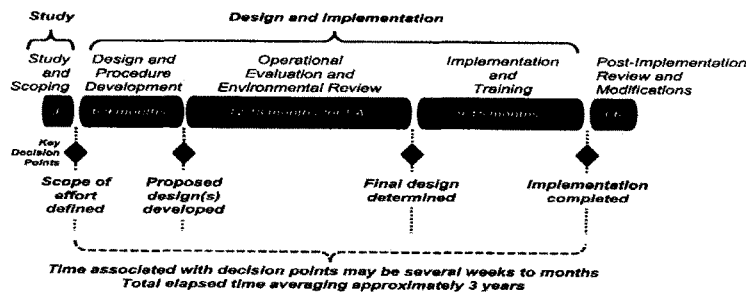 Study
Design and Implementation
Study
and
Scoping
Design and
Procedure
Development
Operational
Evaluation and
Environmental Review
Implementation
and
Training
Post-Implementation
Review and
Modifications
months
months
months
Key
Decision
Points
Scope of
effort
defined
Proposed
design(s)
developed
Final design
determined
Implementation
completed
Time associated with decision points may be several weeks to months
Total elapsed time averaging approximately 3 years